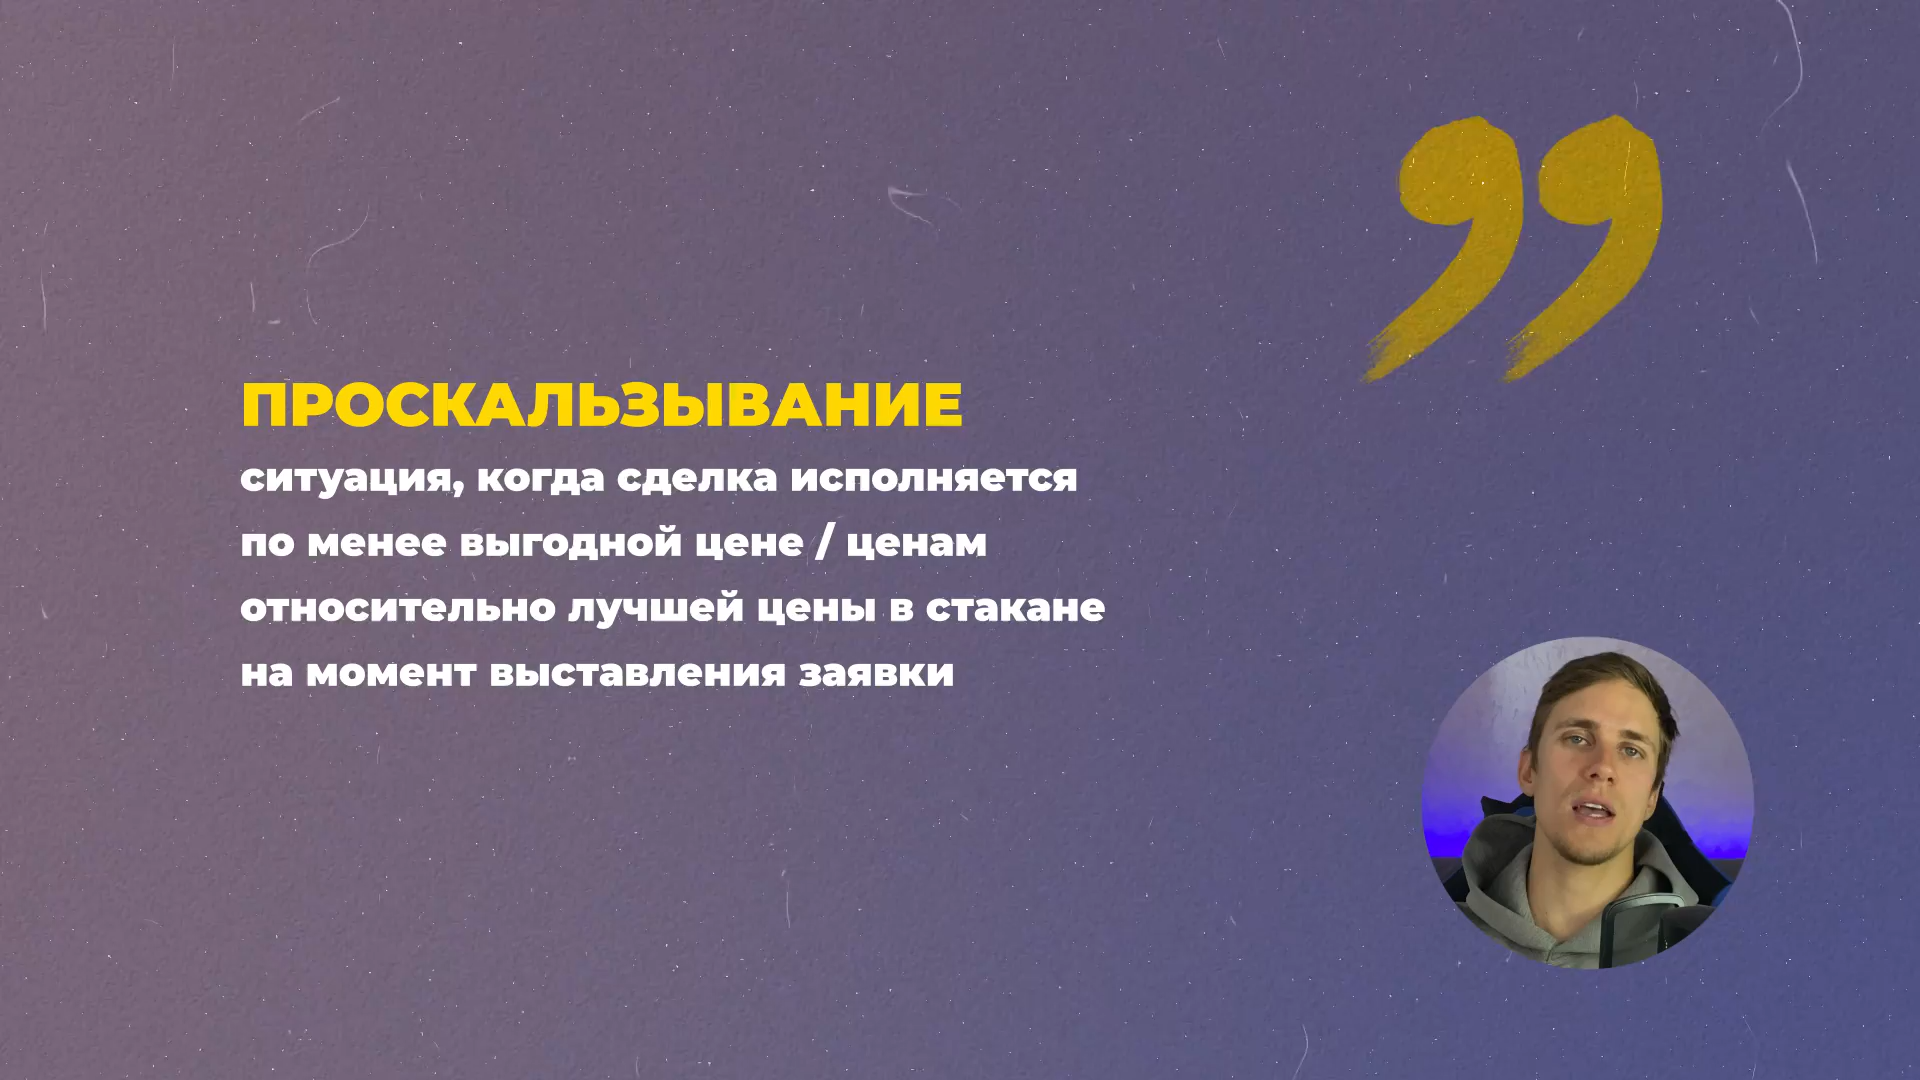 ПРОСКАЛЬЗЫВАНИЕ
ситуация, когда сделка исполняется
по менее выгодной цене / ценам
относительно лучшей цены в стакане
на момент выставления заявки